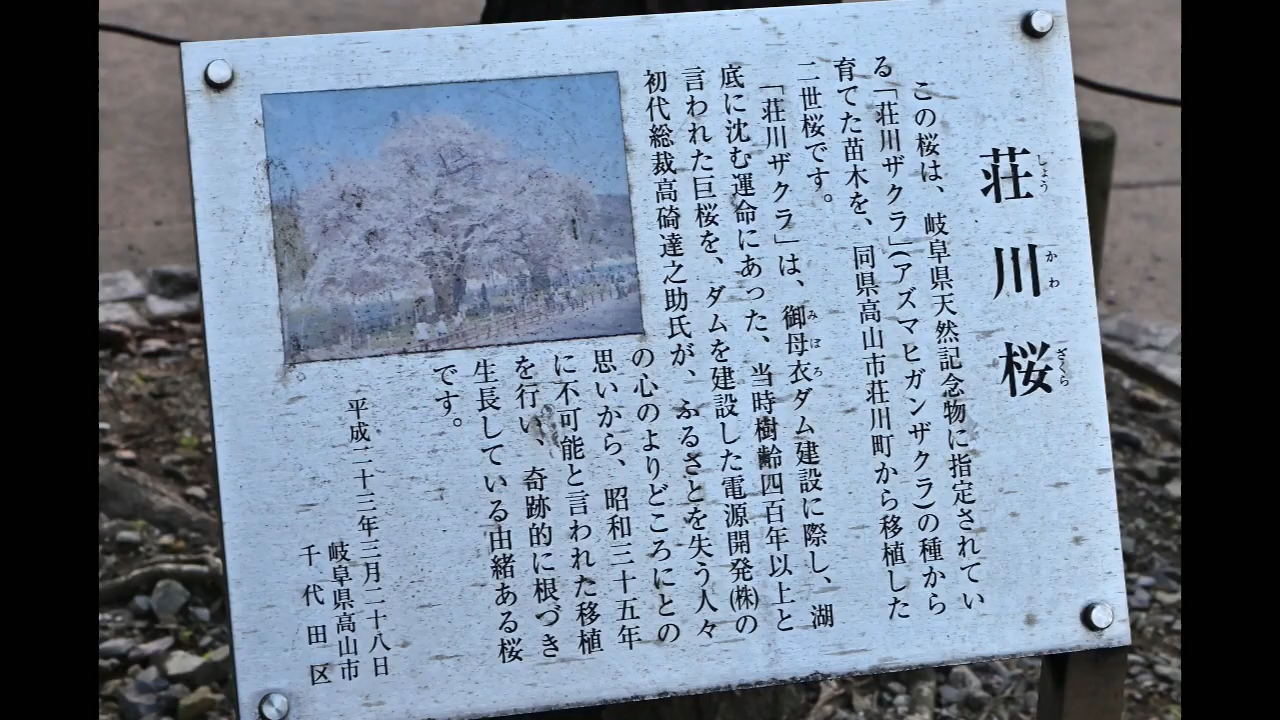 荘川桜
しょう かわ ざくら
この桜は、岐阜県天然記念物に指定されてい
る「荘川ザクラ」(アズマヒガンザクラ)の種から
育てた苗木を、同県高山市荘川町から移植した
二世桜です。
「荘川ザクラ」は、御母衣ダム建設に際し、湖
みぼろ
底に沈む運命にあった、当時樹齢四百年以上と
言われた巨桜を、ダムを建設した電源開発㈱の
初代総裁高碕達之助氏が、ふるさとを失う人々
の心のよりどころにとの
思いから、昭和三十五年
に不可能と言われた移植
を行い、奇跡的に根づき
生長している由緒ある桜
です。
平成二十三年三月二十八日
岐阜県高山市
千代田区